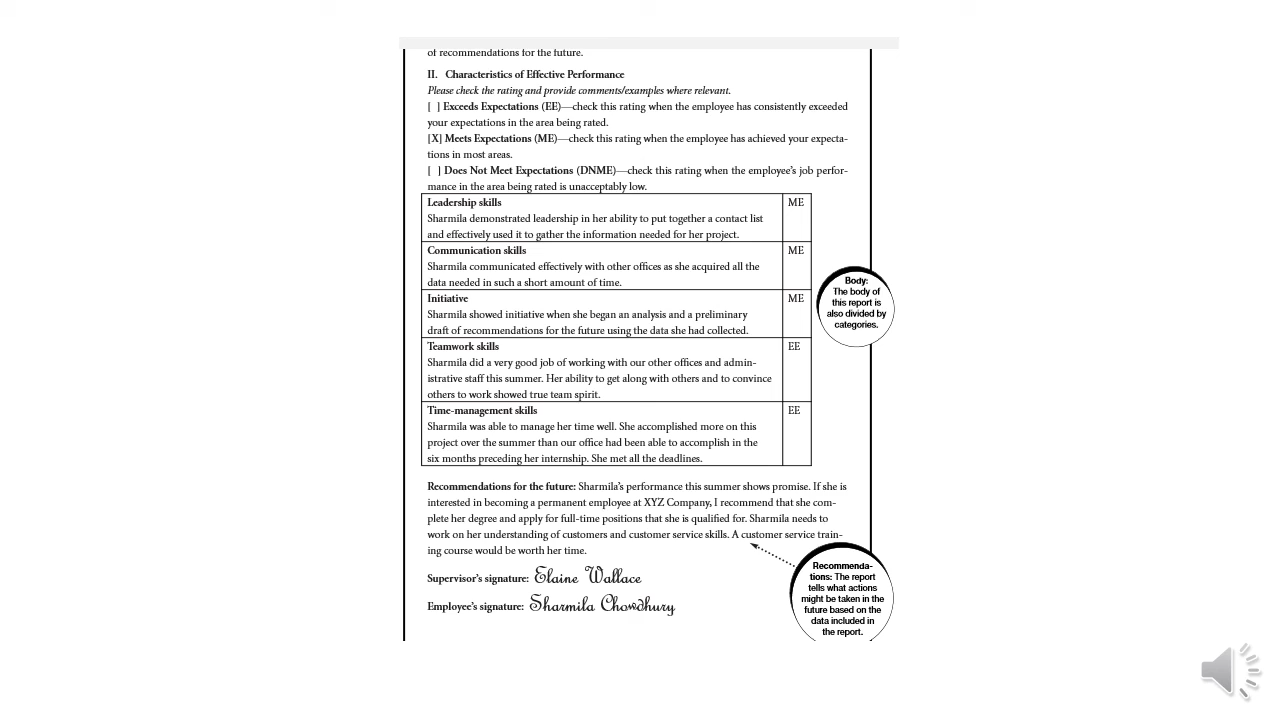 of recommendations for the future.
II. Characteristics of Effective Performance
Please check the rating and provide comments/examples where relevant.
[ ] Exceeds Expectations (EE)—check this rating when the employee has consistently exceeded
your expectations in the area being rated.
[X] Meets Expectations (ME)—check this rating when the employee has achieved your expecta-
tions in most areas.
[ ] Does Not Meet Expectations (DNME)—check this rating when the employee's job perfor-
mance in the area being rated is unacceptably low.
Leadership skills ME
Sharmila demonstrated leadership in her ability to put together a contact list
and effectively used it to gather the information needed for her project.
Communication skills ME
Sharmila communicated effectively with other offices as she acquired all the
data needed in such a short amount of time.
Initiative ME
Sharmila showed initiative when she began an analysis and a preliminary
draft of recommendations for the future using the data she had collected.
Teamwork skills EE
Sharmila did a very good job of working with our other offices and admin-
istrative staff this summer. Her ability to get along with others and to convince
others to work showed true team spirit.
Time-management skills EE
Sharmila was able to manage her time well. She accomplished more on this
project over the summer than our office had been able to accomplish in the
six months preceding her internship. She met all the deadlines.
Body:
The body of
this report is
also divided by
categories.
Recommendations for the future: Sharmila's performance this summer shows promise. If she is
interested in becoming a permanent employee at XYZ Company, I recommend that she com-
plete her degree and apply for full-time positions that she is qualified for. Sharmila needs to
work on her understanding of customers and customer service skills. A customer service train-
ing course would be worth her time.
Supervisor's signature: Elaine Wallace
Employee's signature: Sharmila Chowdhury
Recommenda-
tions: The report
tells what actions
might be taken in the
future based on the
data included in
the report.